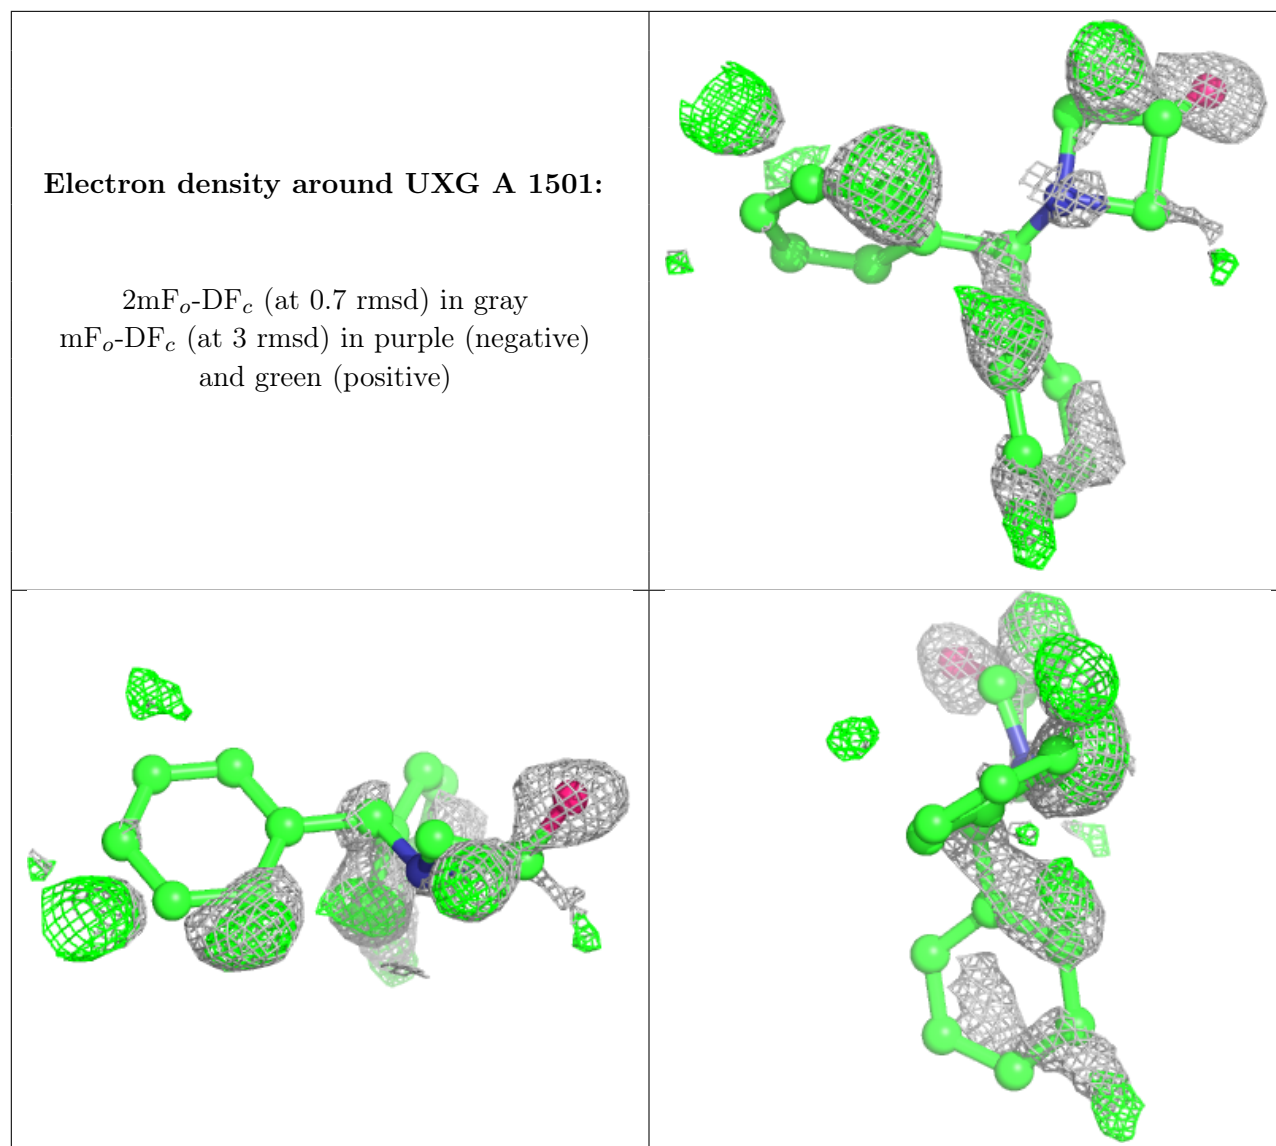 Electron density around UXG A 1501:
2mFo-DFc (at 0.7 rmsd) in gray
mFo-DFc (at 3 rmsd) in purple (negative)
and green (positive)